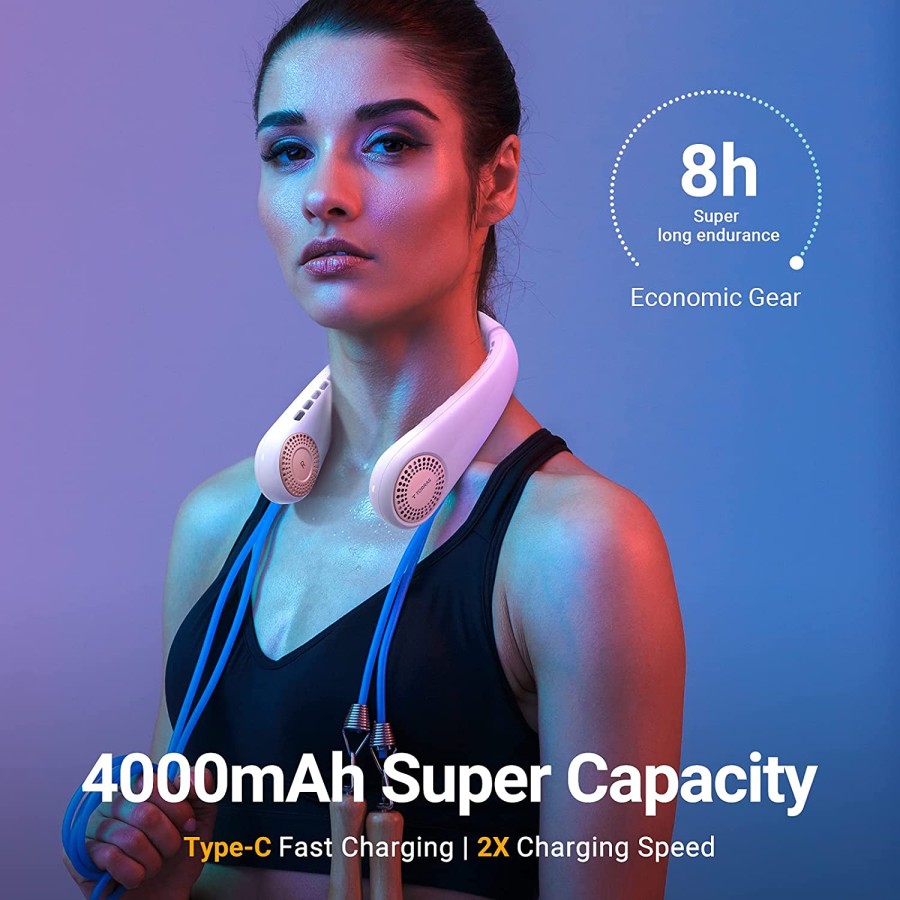 8h
Super
long endurance
Economic Gear
4000mAh Super Capacity
Type-C Fast Charging | 2X Charging Speed